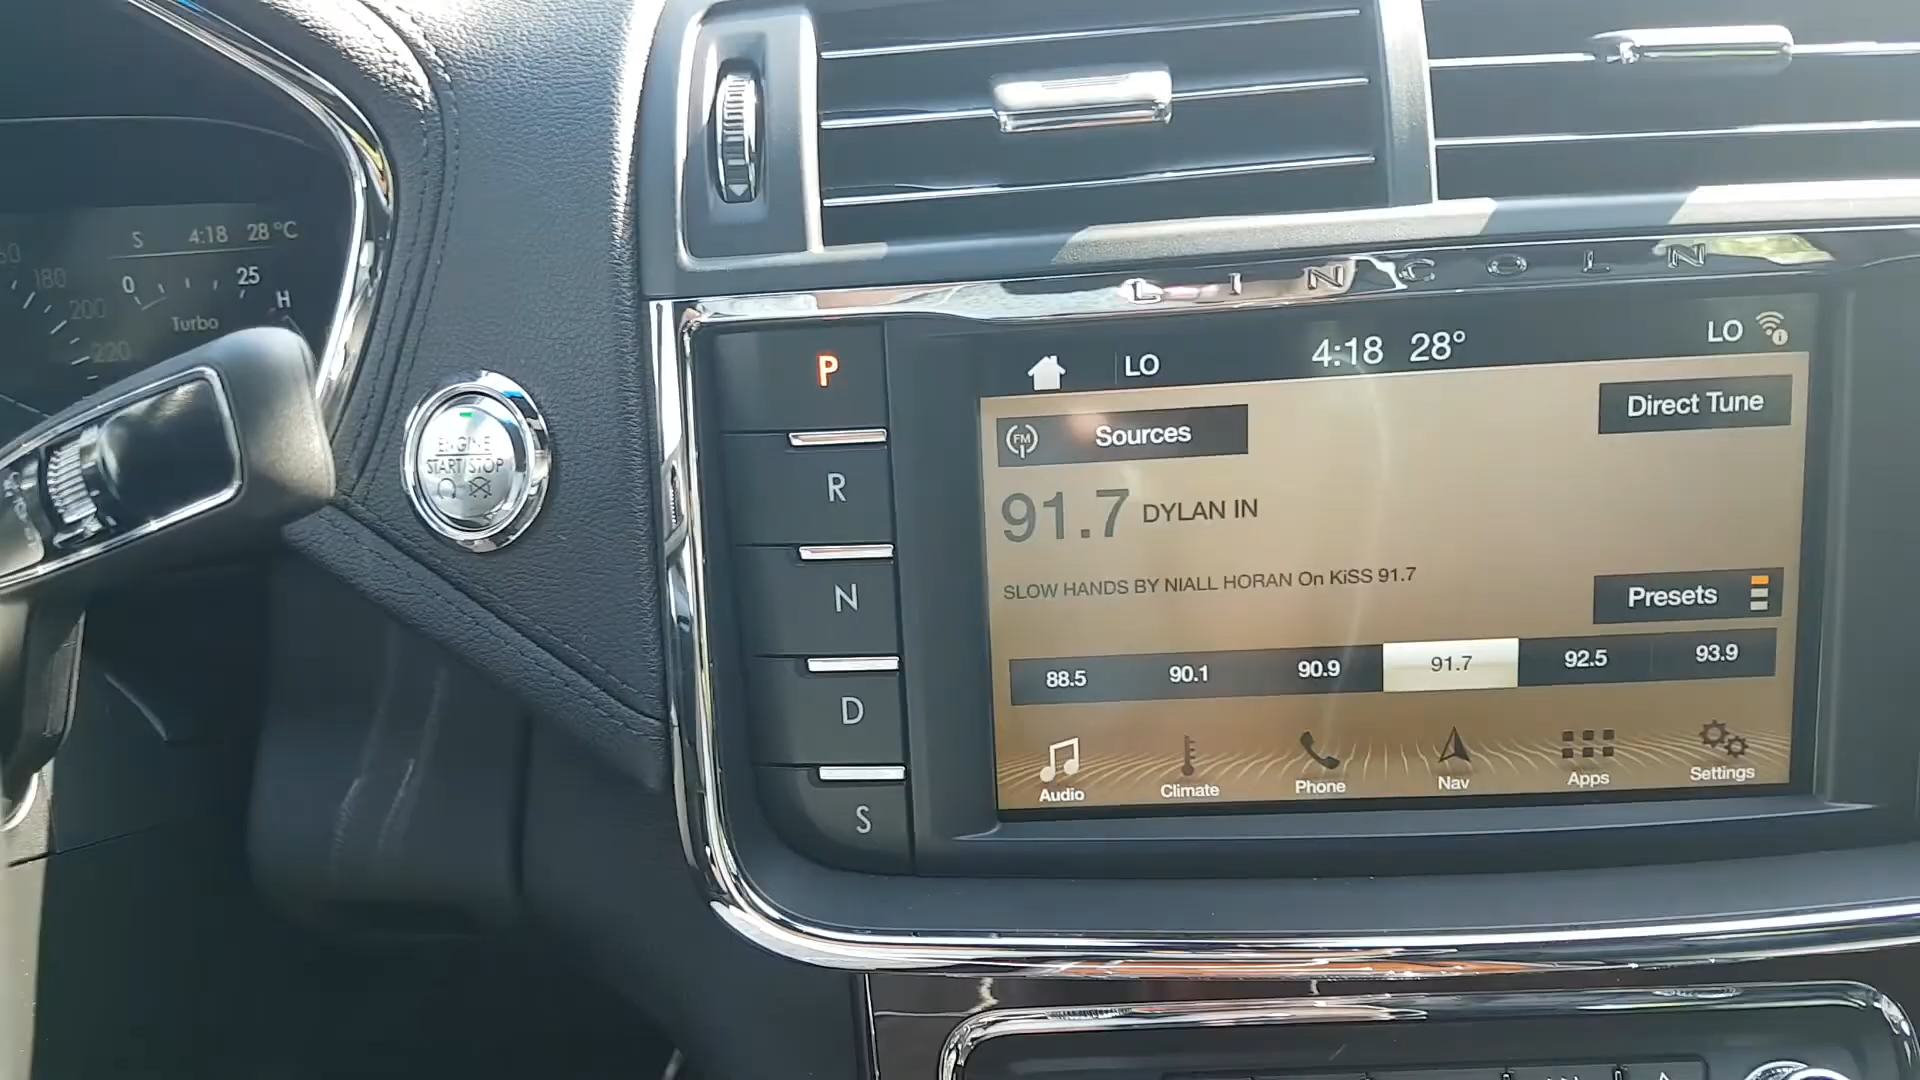 S 4:18 28 °C
180
200
220
0 25
H
Turbo
ENGINE
START/STOP
LINCOLN
P
R
N
D
S
LO 4:18 28° LO
FM Sources
Direct Tune
91.7 DYLAN IN
SLOW HANDS BY NIALL HORAN On KiSS 91.7
Presets
88.5 90.1 90.9 91.7 92.5 93.9
Audio Climate Phone Nav Apps Settings